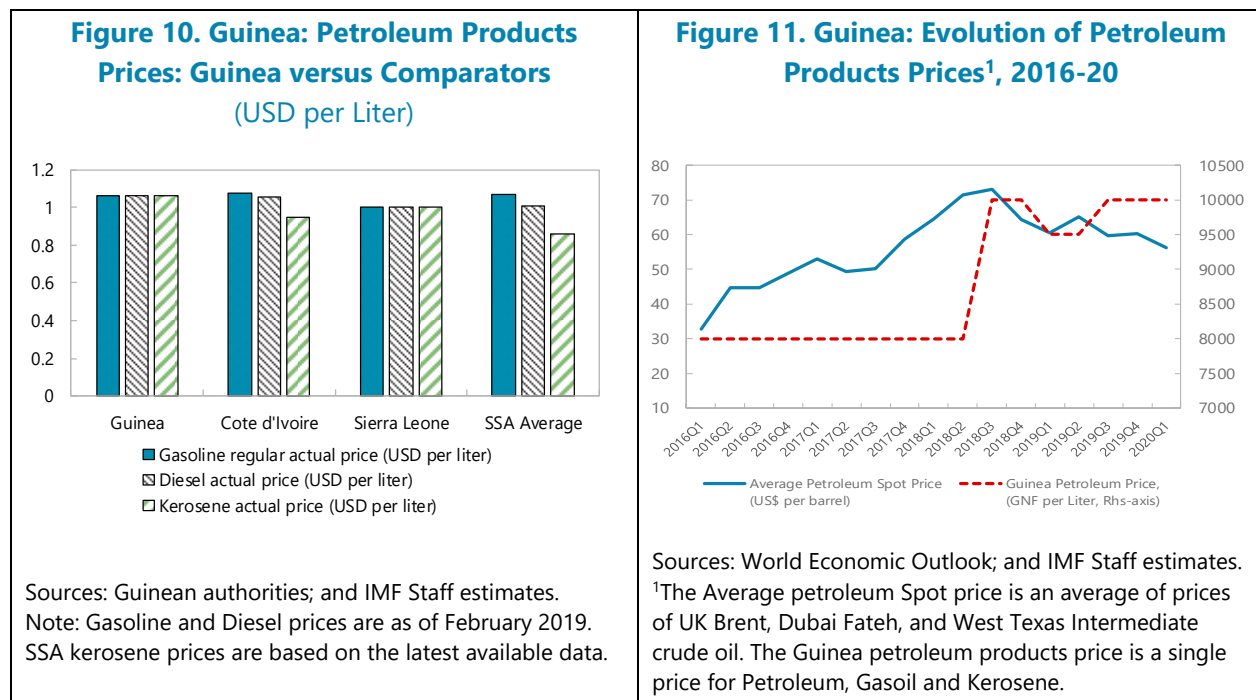 Figure 10. Guinea: Petroleum Products
Prices: Guinea versus Comparators
(USD per Liter)
1.2
1
0.8
0.6
0.4
0.2
0
Guinea
Cote d'Ivoire
Sierra Leone
SSA Average
Gasoline regular actual price (USD per liter)
Diesel actual price (USD per liter)
Kerosene actual price (USD per liter)
Sources: Guinean authorities; and IMF Staff estimates.
Note: Gasoline and Diesel prices are as of February 2019.
SSA kerosene prices are based on the latest available data.
Figure 11. Guinea: Evolution of Petroleum
Products Prices¹, 2016-20
80
70
60
50
40
30
20
10
10500
10000
9500
9000
8500
8000
7500
7000
2016Q1
2016Q2
2016Q3
2016Q4
2017Q1
2017Q2
2017Q3
2017Q4
2018Q1
2018Q2
2018Q3
2018Q4
2019Q1
2019Q2
2019Q3
2019Q4
2020Q1
Average Petroleum Spot Price
(US$ per barrel)
Guinea Petroleum Price,
(GNF per Liter, Rhs-axis)
Sources: World Economic Outlook; and IMF Staff estimates.
¹The Average petroleum Spot price is an average of prices
of UK Brent, Dubai Fateh, and West Texas Intermediate
crude oil. The Guinea petroleum products price is a single
price for Petroleum, Gasoil and Kerosene.